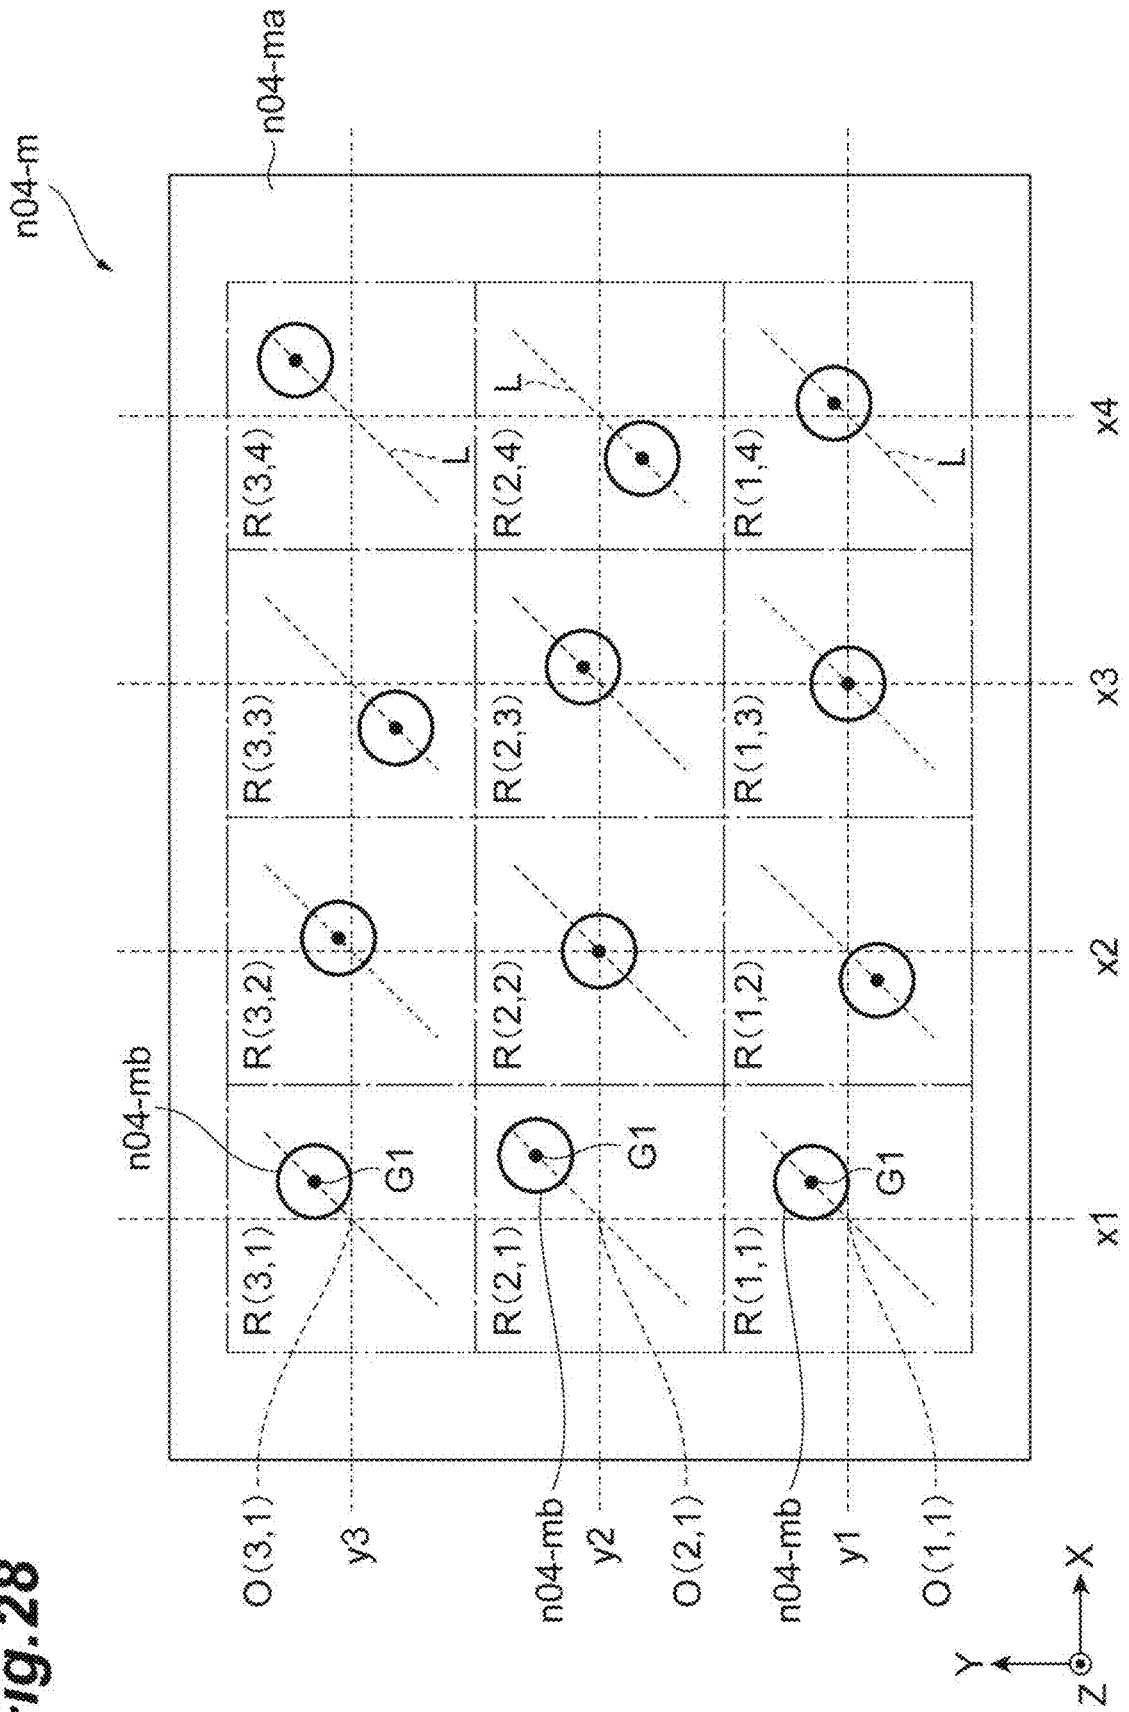 Fig.28
n04-m
n04-mb
n04-ma
O(3,1)
R(3,1)
R(3,2)
R(3,3)
R(3,4)
y3
G1
L
R(2,1)
R(2,2)
R(2,3)
R(2,4)
L
n04-mb
y2
G1
O(2,1)
R(1,1)
R(1,2)
R(1,3)
R(1,4)
n04-mb
y1
G1
O(1,1)
L
Y
X
Z
x1
x2
x3
x4